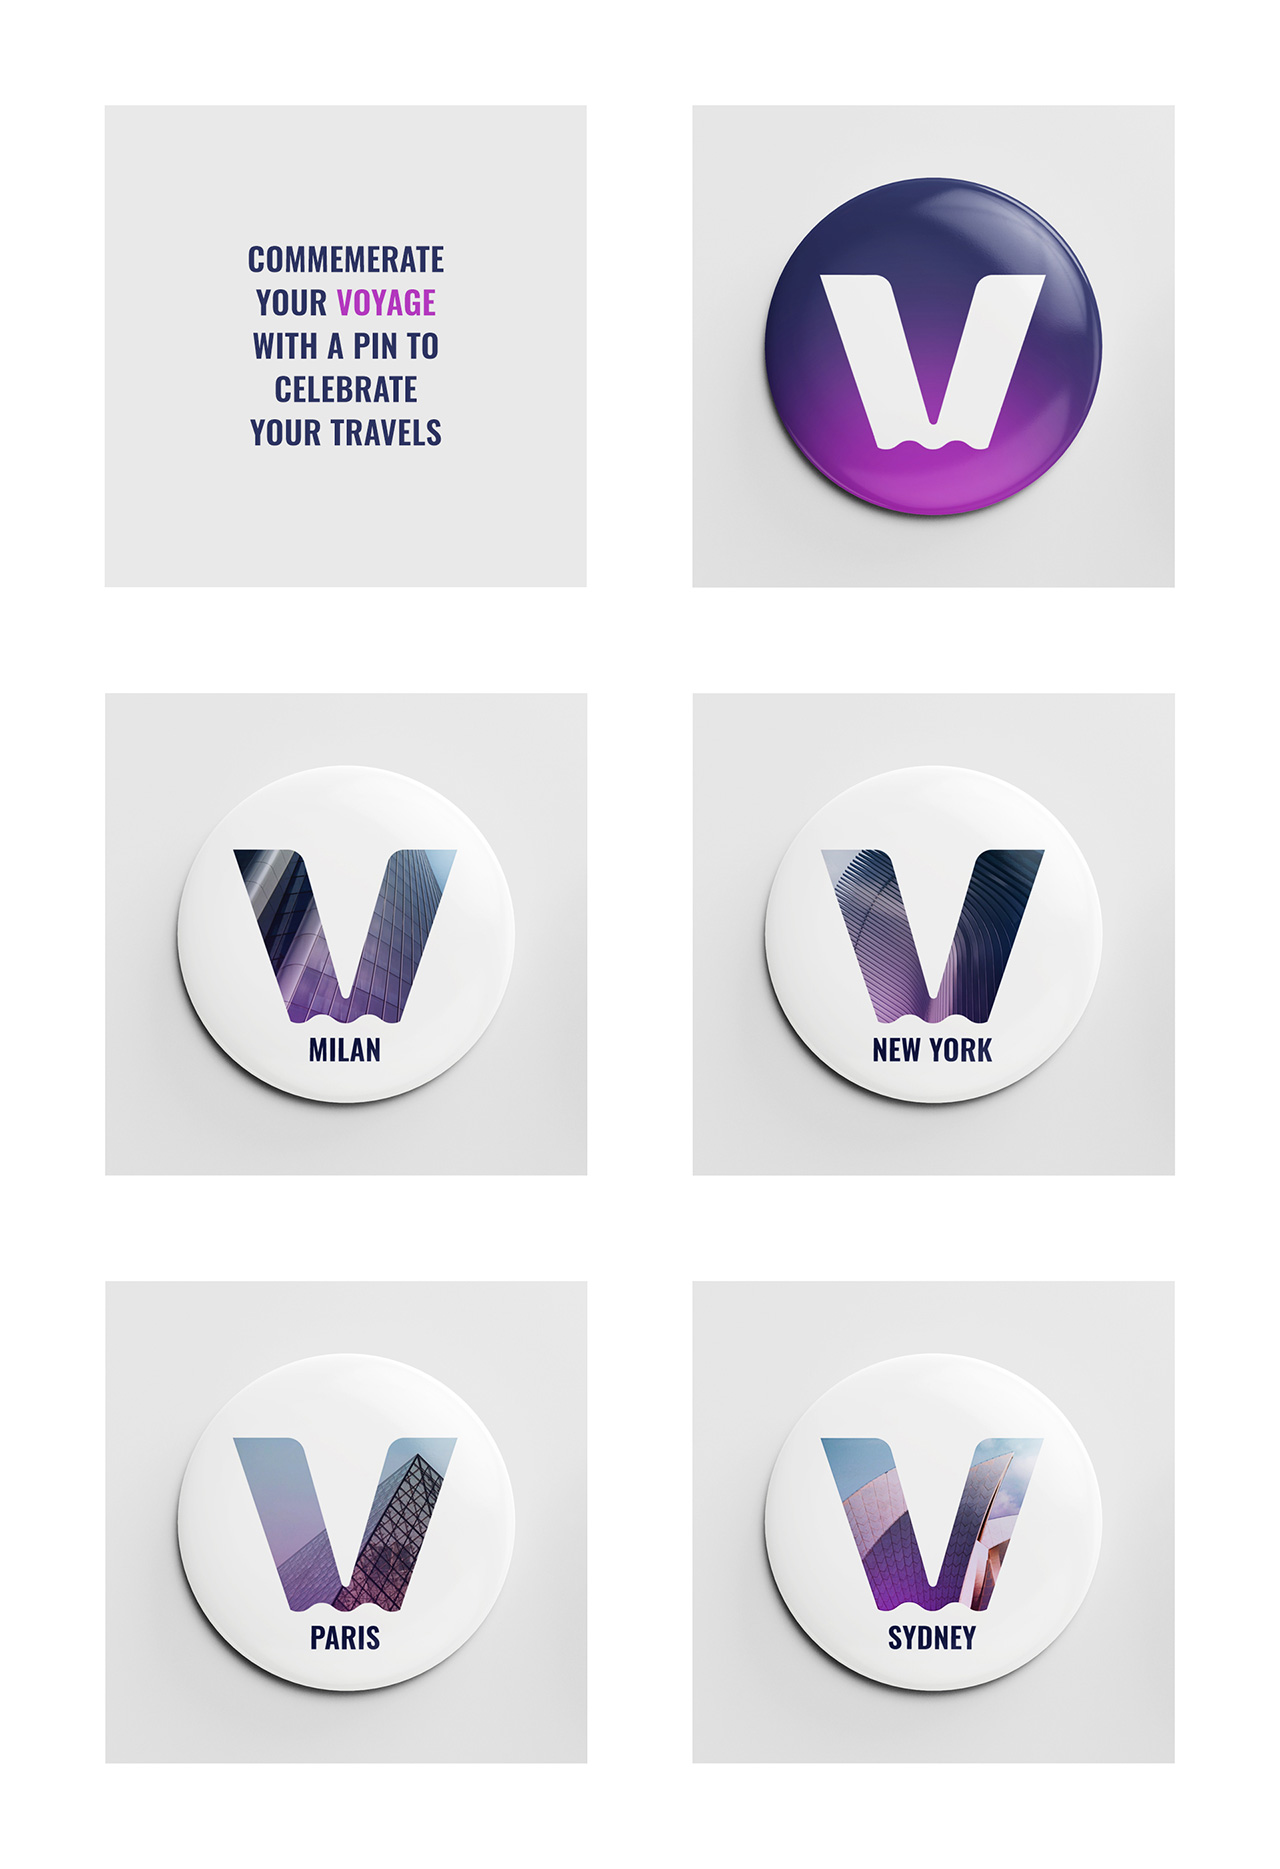 COMMEMERATE
YOUR VOYAGE
WITH A PIN TO
CELEBRATE
YOUR TRAVELS
V
V
MILAN
V
NEW YORK
V
PARIS
V
SYDNEY